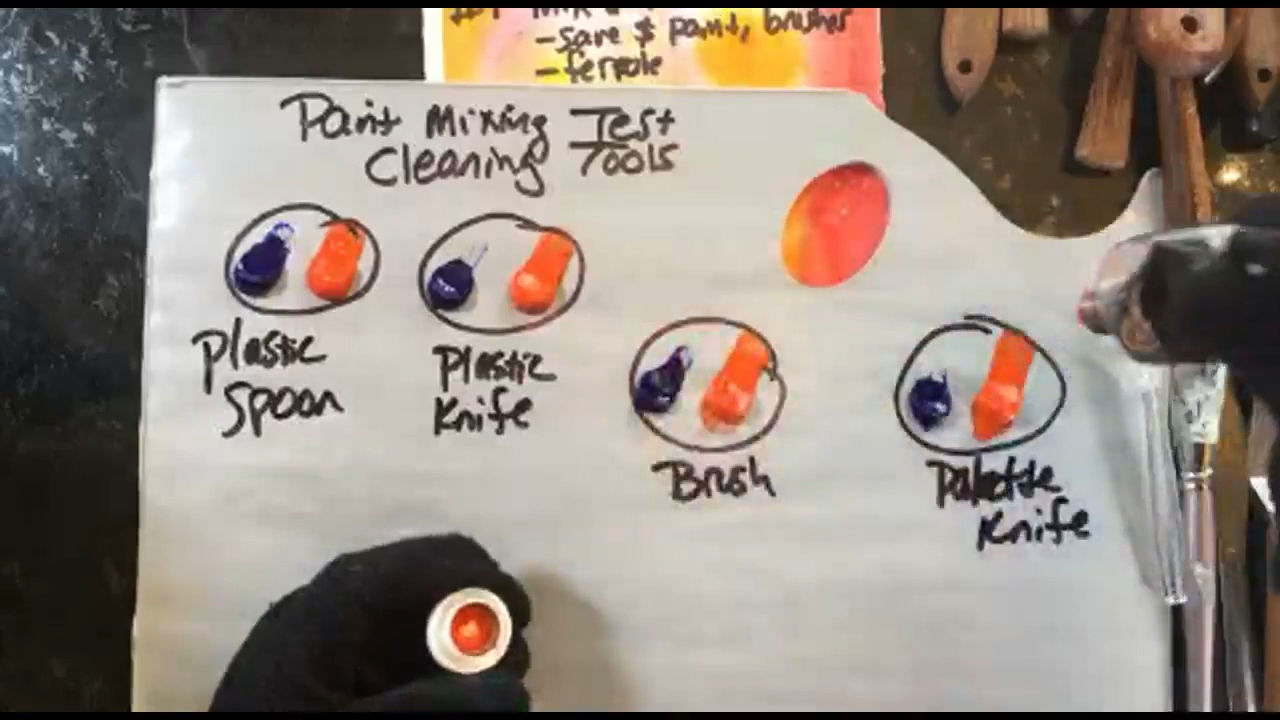 - save $ paint, brushes
- ferrule
Paint Mixing Test
Cleaning Tools
Plastic
Spoon
Plastic
Knife
Brush
Palette
Knife